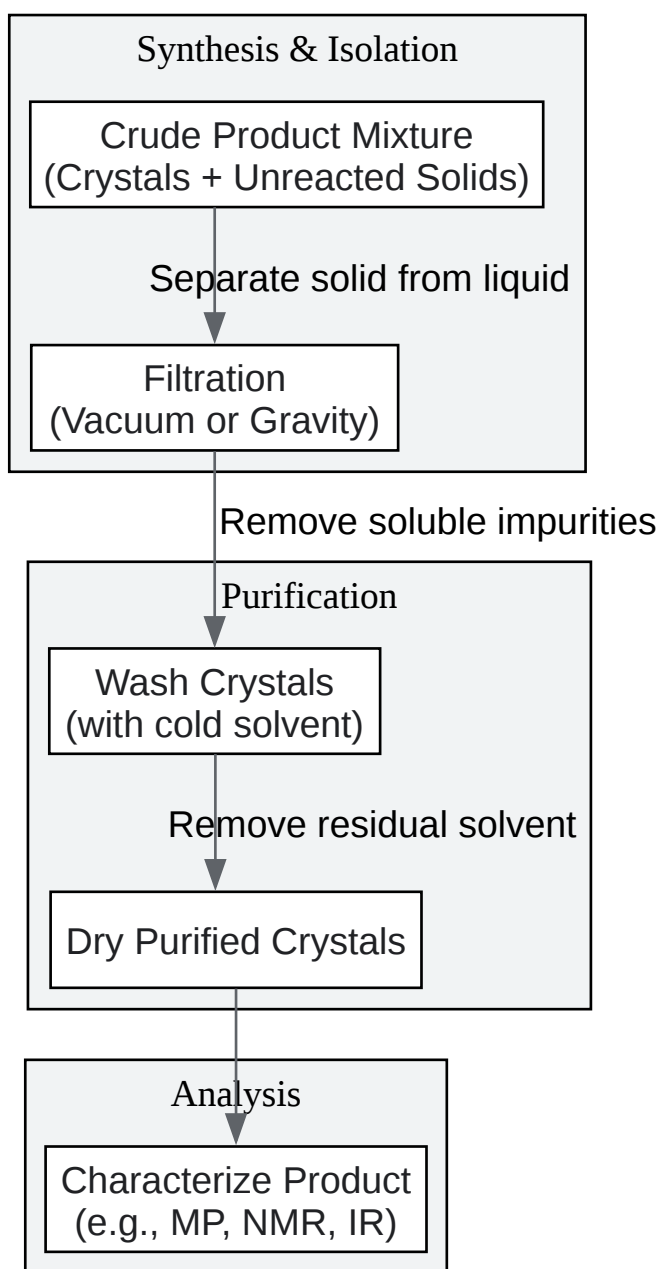 Synthesis & Isolation
Crude Product Mixture
(Crystals + Unreacted Solids)
Separate solid from liquid
Filtration
(Vacuum or Gravity)
Remove soluble impurities
Purification
Wash Crystals
(with cold solvent)
Remove residual solvent
Dry Purified Crystals
Analysis
Characterize Product
(e.g., MP, NMR, IR)